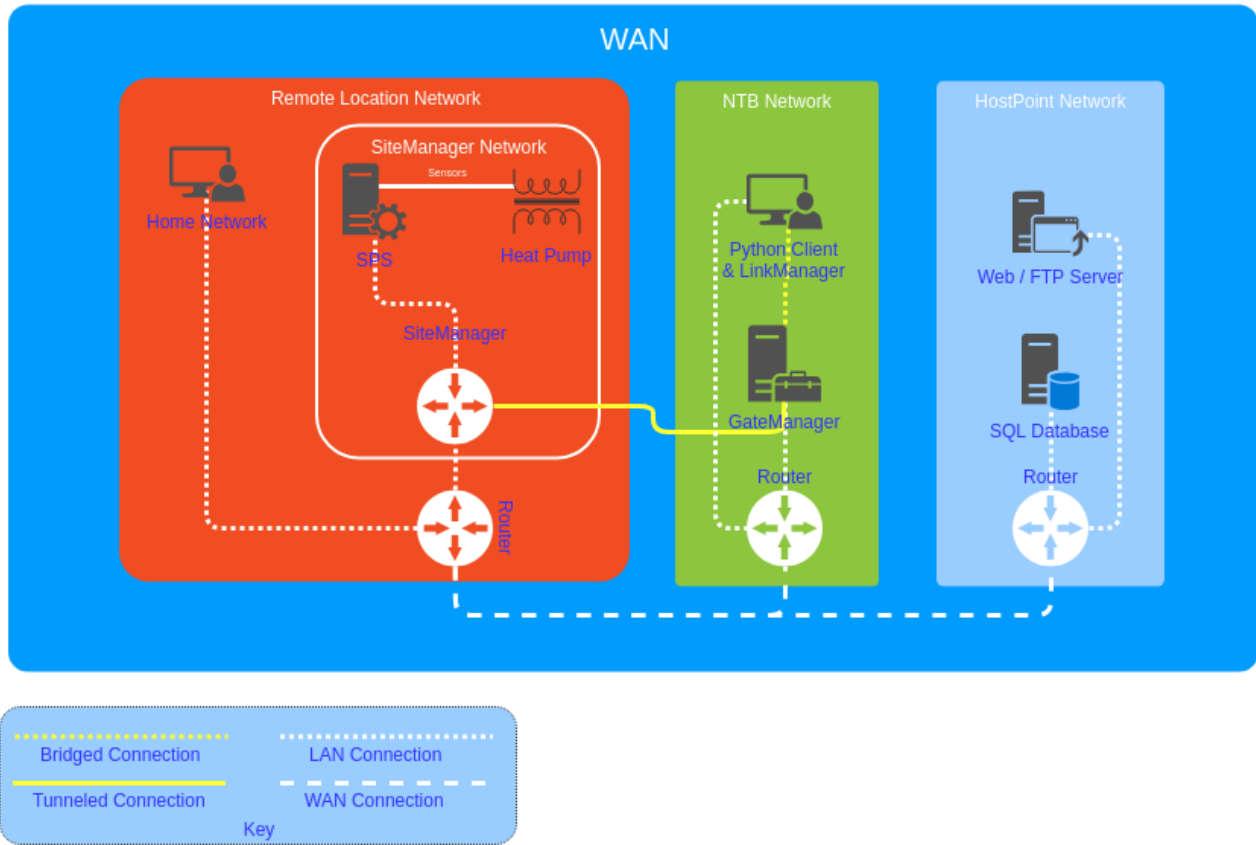 WAN
Remote Location Network
NTB Network
HostPoint Network
SiteManager Network
Sensors
Home Network
SPS
Heat Pump
Python Client
& LinkManager
Web / FTP Server
SiteManager
GateManager
SQL Database
Router
Router
Router
Bridged Connection
LAN Connection
Tunneled Connection
WAN Connection
Key